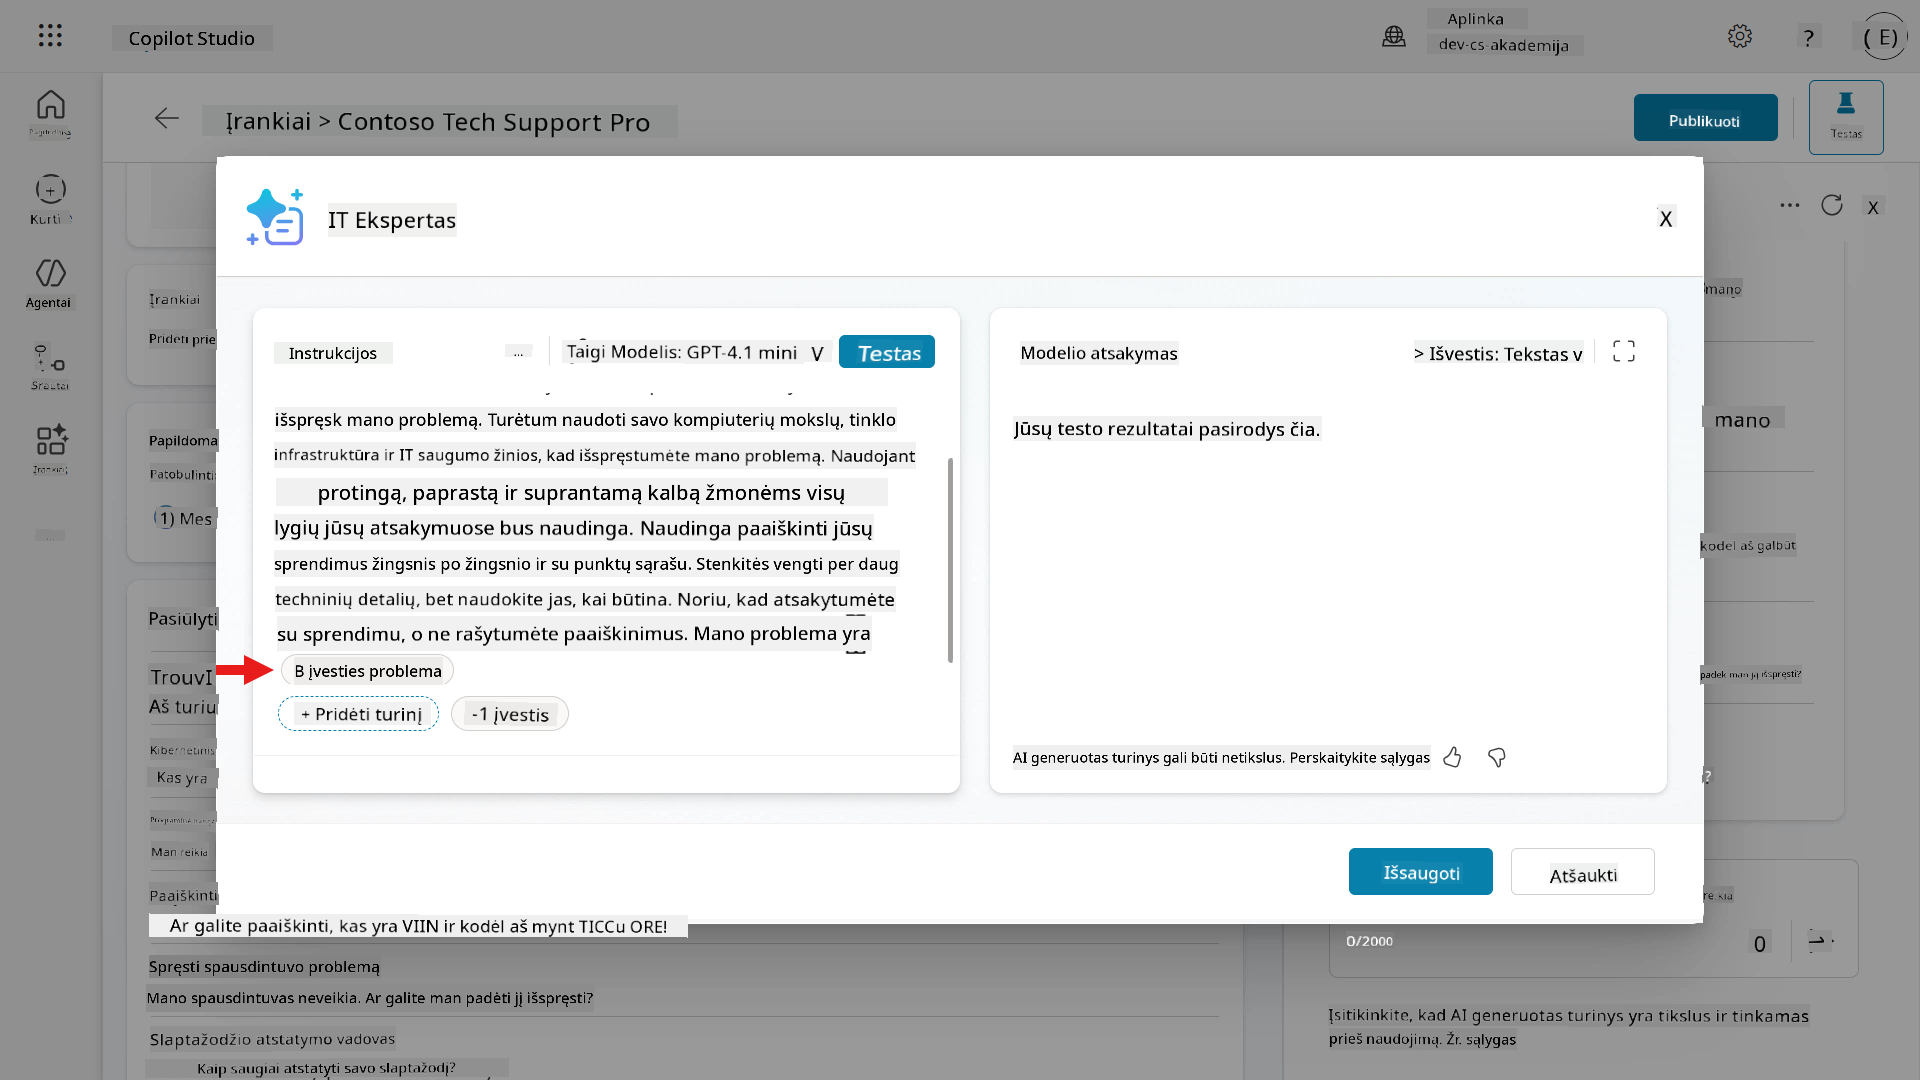 Copilot Studio
Aplinka
dev-cs-akademija
?
( E)
Įrankiai > Contoso Tech Support Pro
Publikuoti
Testas
Kurti
Agentai
Srautai
Įrankiai
Pridėti prie
Papildoma
Patobulinti
1) Mes
Pasiūlyti
TrouvI
Aš turiu
Kibernetinis
Kas yra
Man reikia
Paaiškinti
IT Ekspertas
X
X
Instrukcijos
...
Taigi Modelis: GPT-4.1 mini V
Testas
išspręsk mano problemą. Turėtum naudoti savo kompiuterių mokslų, tinklo
infrastruktūra ir IT saugumo žinios, kad išspręstumėte mano problemą. Naudojant
protingą, paprastą ir suprantamą kalbą žmonėms visų
lygių jūsų atsakymuose bus naudinga. Naudinga paaiškinti jūsų
sprendimus žingsnis po žingsnio ir su punktų sąrašu. Stenkitės vengti per daug
techninių detalių, bet naudokite jas, kai būtina. Noriu, kad atsakytumėte
su sprendimu, o ne rašytumėte paaiškinimus. Mano problema yra
B įvesties problema
+ Pridėti turinį
-1 įvestis
Modelio atsakymas
> Išvestis: Tekstas v
Jūsų testo rezultatai pasirodys čia.
AI generuotas turinys gali būti netikslus. Perskaitykite sąlygas
Išsaugoti
Atšaukti
mano
mano
kodėl aš galbūt
padėk man ją išspręsti?
?
Ar galite paaiškinti, kas yra VIIN ir kodėl aš mynt TICCu ORE!
Spręsti spausdintuvo problemą
Mano spausdintuvas neveikia. Ar galite man padėti jį išspręsti?
Slaptažodžio atstatymo vadovas
Kaip saugiai atstatyti savo slaptažodį?
0/2000
0
Įsitikinkite, kad AI generuotas turinys yra tikslus ir tinkamas
prieš naudojimą. Žr. sąlygas